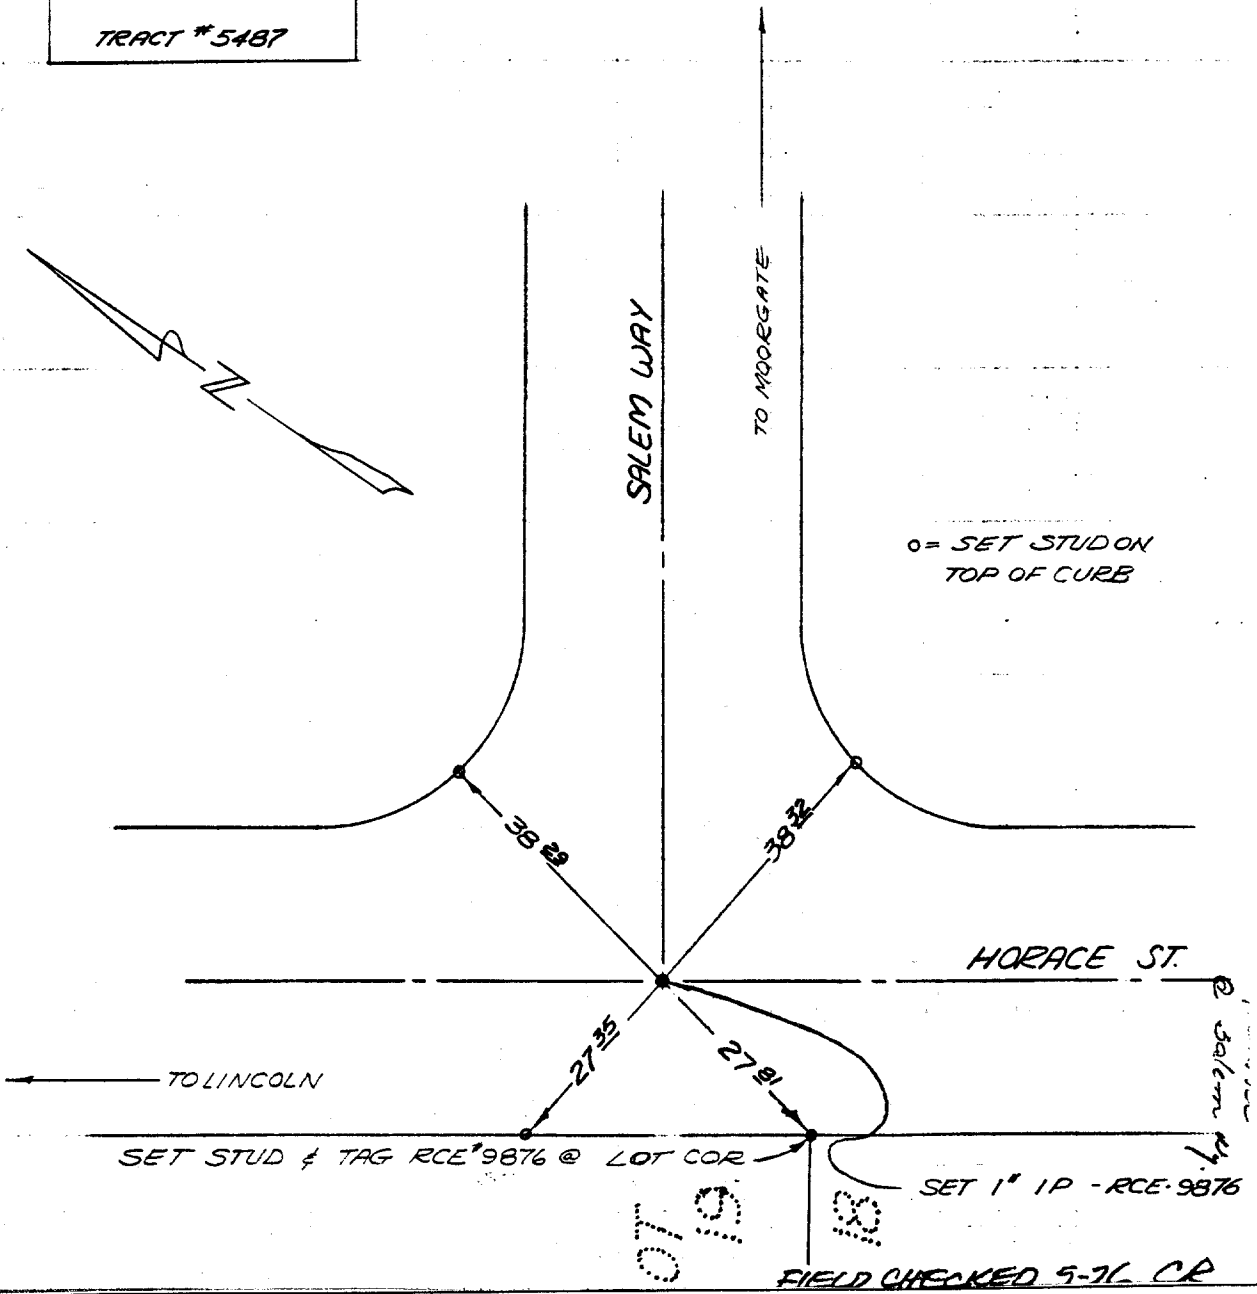 TRACT #5487
TO MOORGATE
SALEM WAY
N
o= SET STUD ON
TOP OF CURB
38 29
38 32
HORACE ST.
@ Salem Wy.
27 35
27 81
TO LINCOLN
SET STUD & TAG RCE #9876 @ LOT COR
SET 1" IP - RCE 9876
19
18
FIELD CHECKED CR